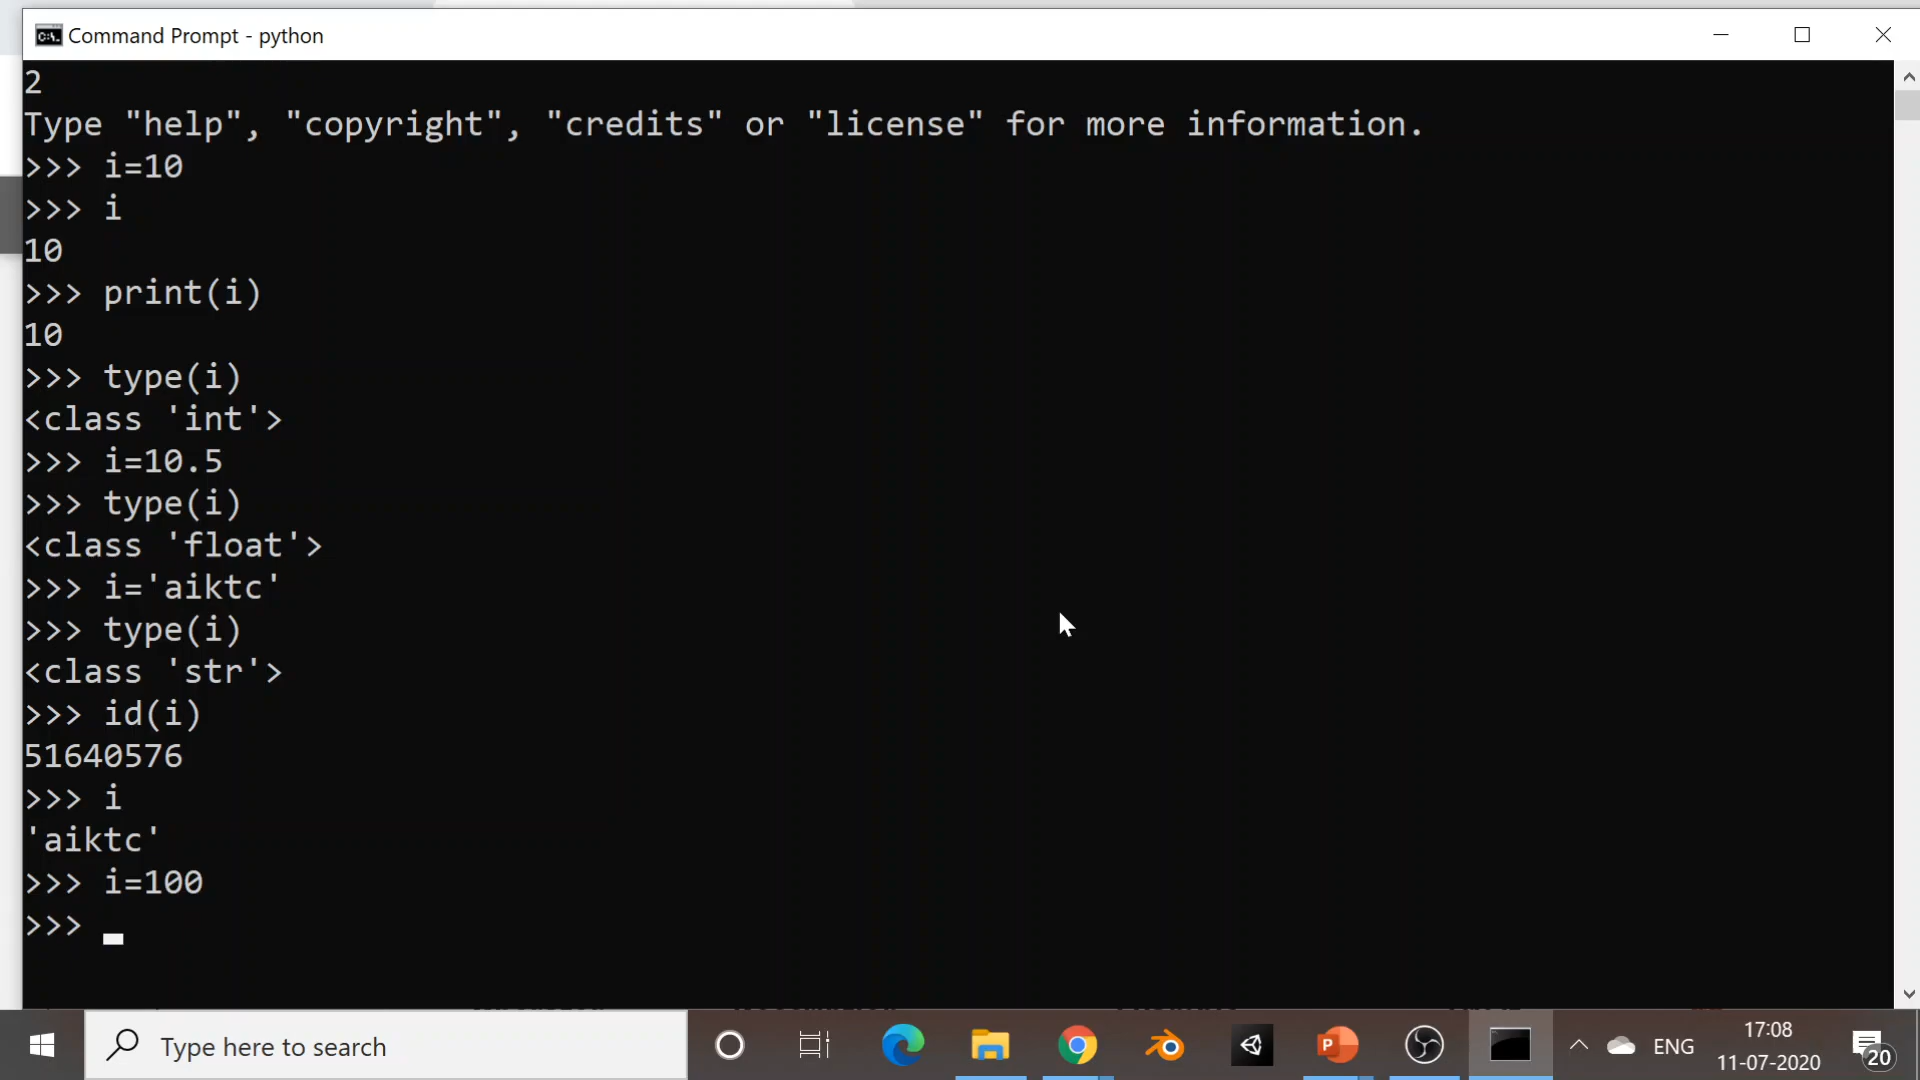 Command Prompt - python
2
Type "help", "copyright", "credits" or "license" for more information.
>>> i=10
>>> i
10
>>> print(i)
10
>>> type(i)
<class 'int'>
>>> i=10.5
>>> type(i)
<class 'float'>
>>> i='aiktc'
>>> type(i)
<class 'str'>
>>> id(i)
51640576
>>> i
'aiktc'
>>> i=100
>>>
Type here to search
ENG
17:08
11-07-2020
20